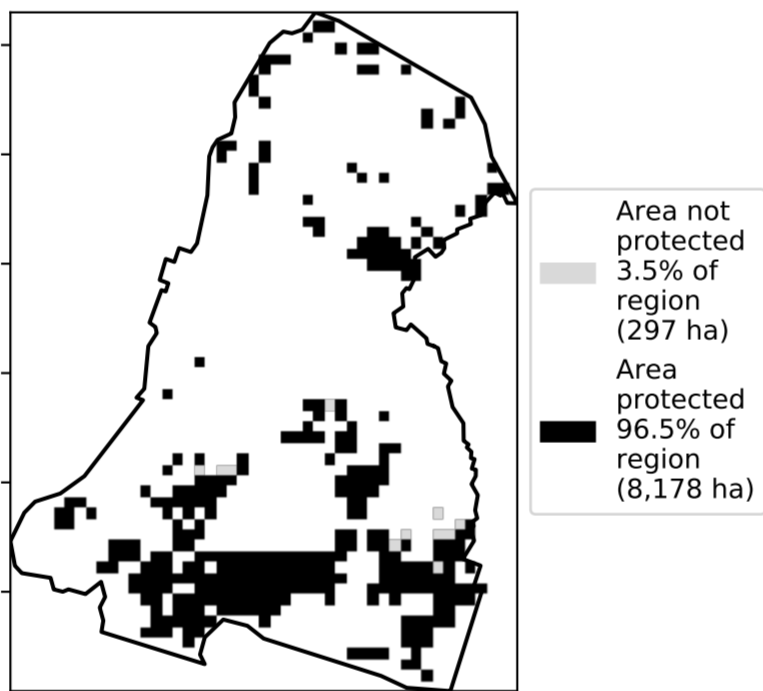 Area not
protected
3.5% of
region
(297 ha)
Area
protected
96.5% of
region
(8,178 ha)